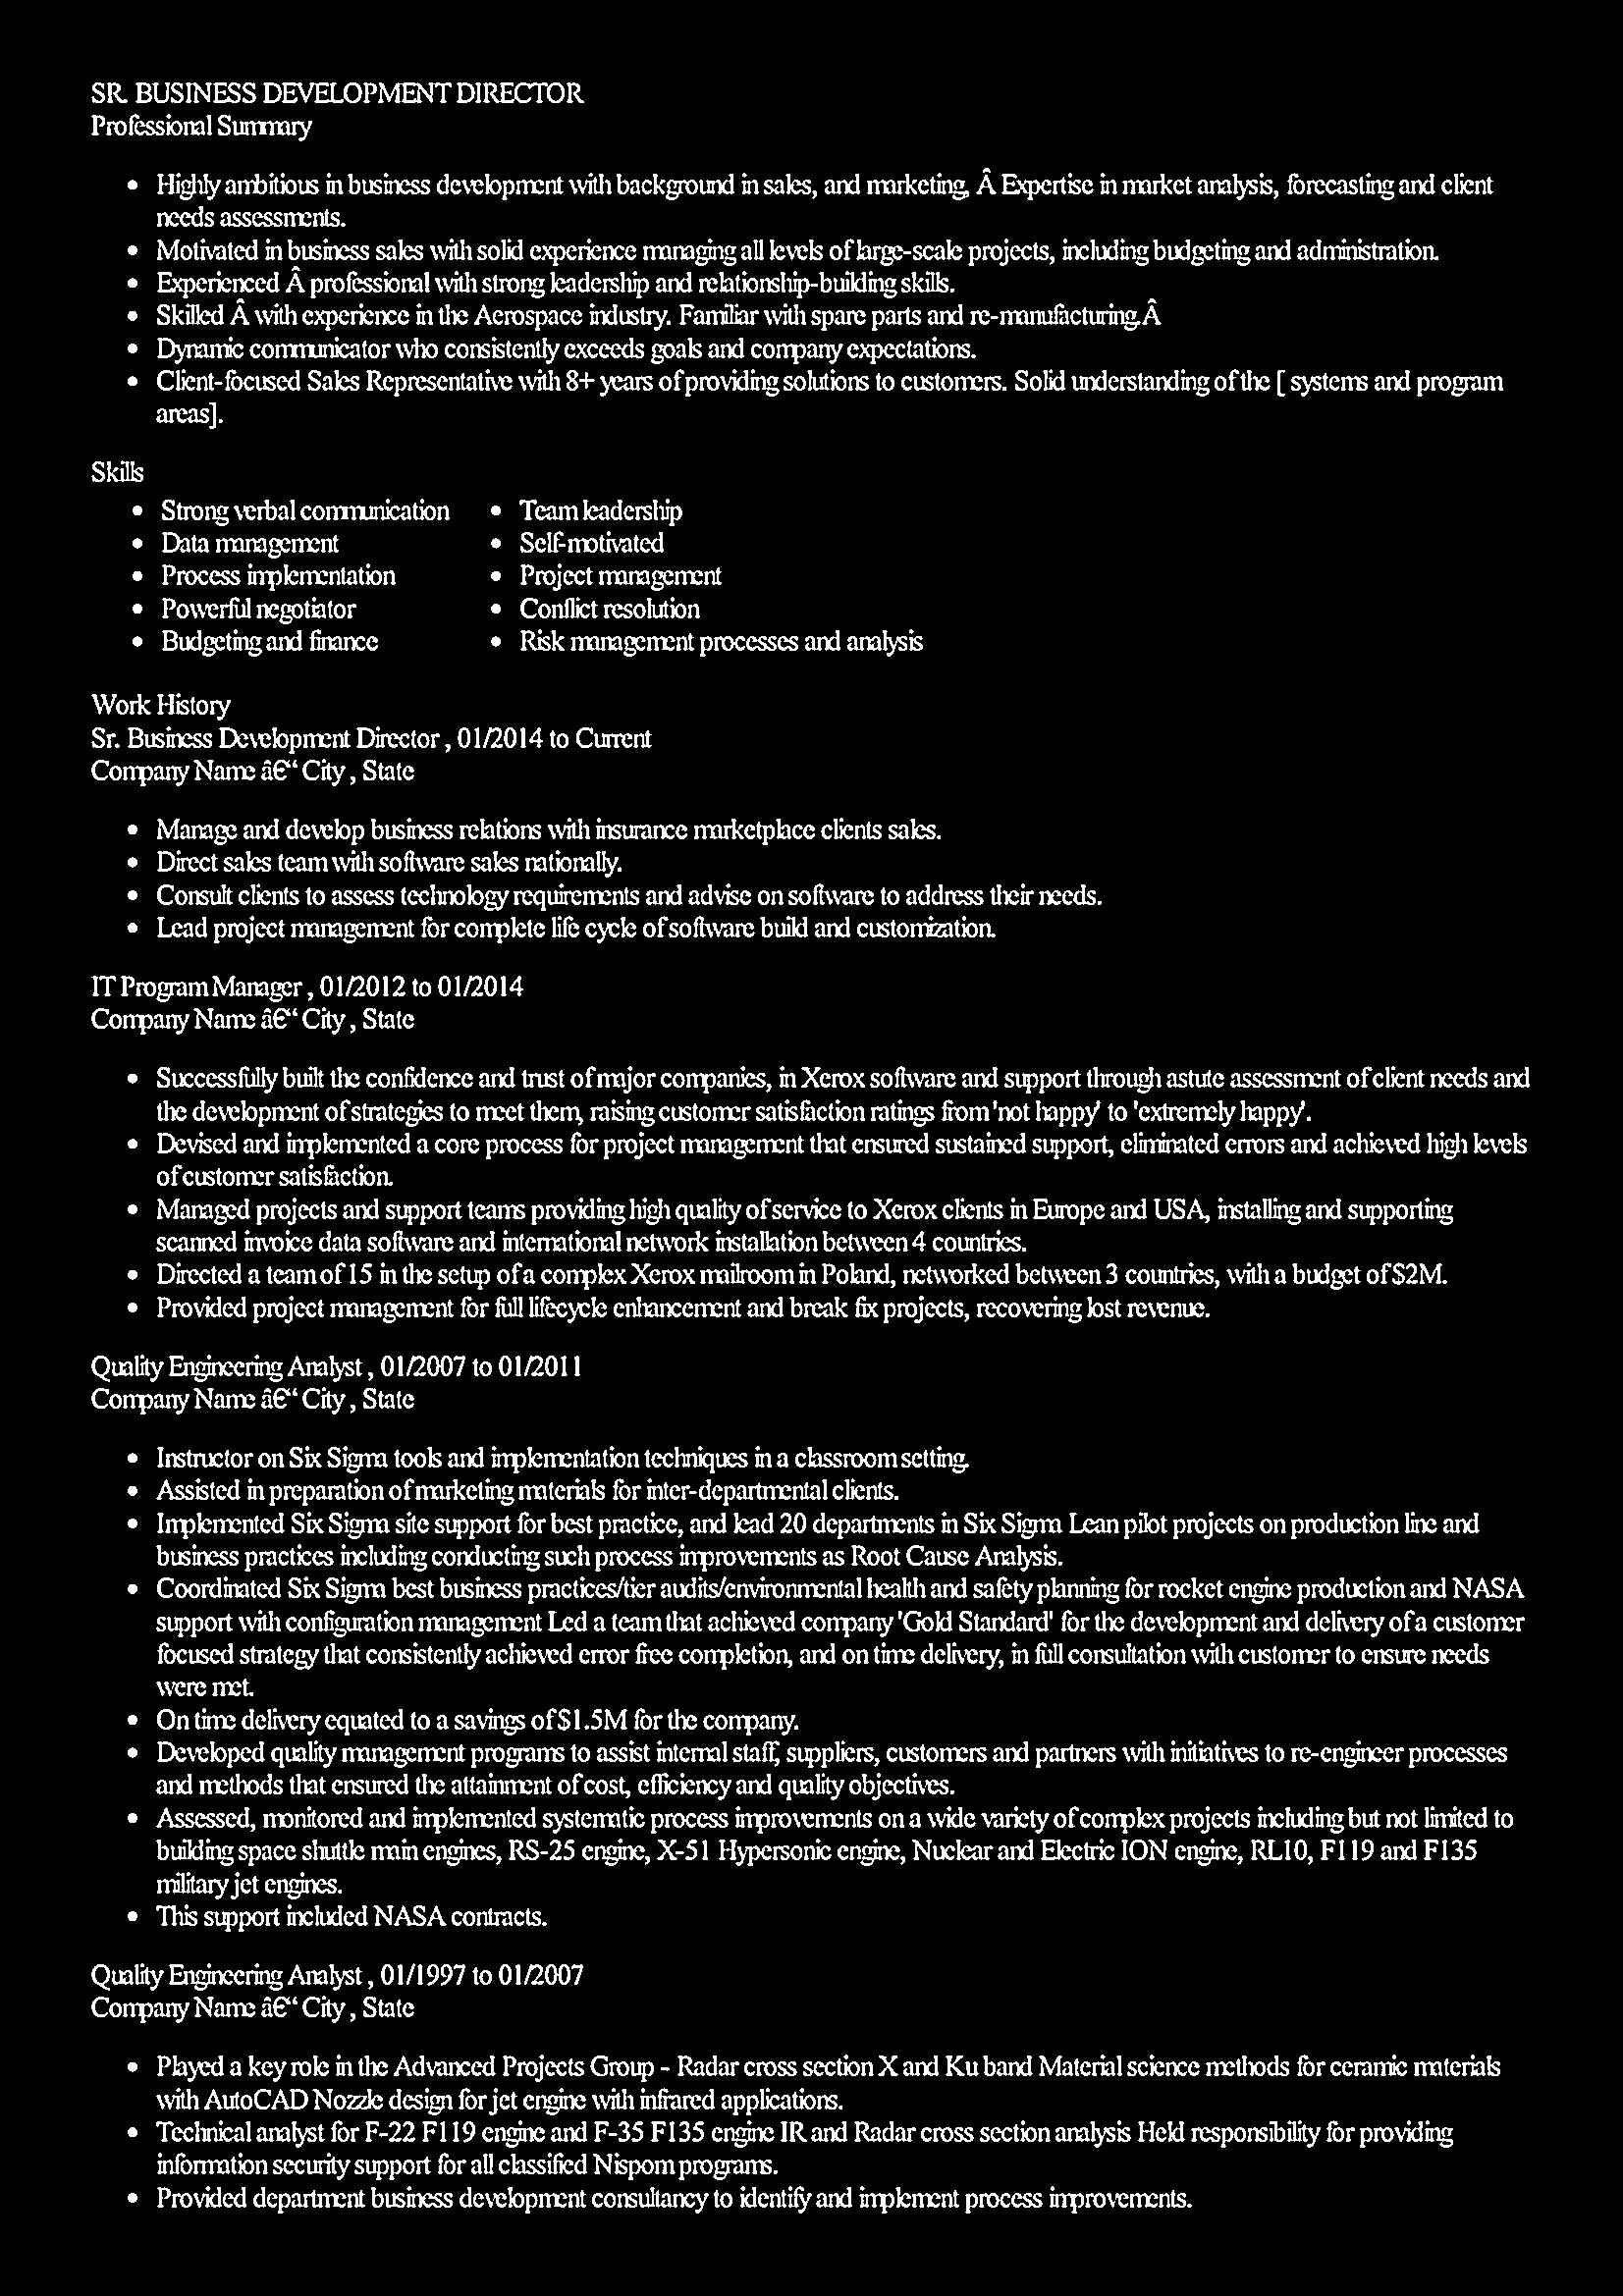 SR. BUSINESS DEVELOPMENT DIRECTOR
Professional Summary
• Highly ambitious in business development with background in sales, and marketing, Â Expertise in market analysis, forecasting and client
needs assessments.
• Motivated in business sales with solid experience managing all levels of large-scale projects, including budgeting and administration.
• Experienced Â professional with strong leadership and relationship-building skills.
• Skilled Â with experience in the Aerospace industry. Familiar with spare parts and re-manufacturing.Â
• Dynamic communicator who consistently exceeds goals and company expectations.
• Client-focused Sales Representative with 8+ years of providing solutions to customers. Solid understanding of the [ systems and program
areas].
Skills
• Strong verbal communication
• Data management
• Process implementation
• Powerful negotiator
• Budgeting and finance
• Team leadership
• Self-motivated
• Project management
• Conflict resolution
• Risk management processes and analysis
Work History
Sr. Business Development Director , 01/2014 to Current
Company Name â€“ City , State
• Manage and develop business relations with insurance marketplace clients sales.
• Direct sales team with software sales nationally.
• Consult clients to assess technology requirements and advise on software to address their needs.
• Lead project management for complete life cycle of software build and customization.
IT Program Manager , 01/2012 to 01/2014
Company Name â€“ City , State
• Successfully built the confidence and trust of major companies, in Xerox software and support through astute assessment of client needs and
the development of strategies to meet them, raising customer satisfaction ratings from 'not happy' to 'extremely happy'.
• Devised and implemented a core process for project management that ensured sustained support, eliminated errors and achieved high levels
of customer satisfaction.
• Managed projects and support teams providing high quality of service to Xerox clients in Europe and USA, installing and supporting
scanned invoice data software and international network installation between 4 countries.
• Directed a team of 15 in the setup of a complex Xerox mailroom in Poland, networked between 3 countries, with a budget of $2M.
• Provided project management for full lifecycle enhancement and break fix projects, recovering lost revenue.
Quality Engineering Analyst , 01/2007 to 01/2011
Company Name â€“ City , State
• Instructor on Six Sigma tools and implementation techniques in a classroom setting.
• Assisted in preparation of marketing materials for inter-departmental clients.
• Implemented Six Sigma site support for best practice, and lead 20 departments in Six Sigma Lean pilot projects on production line and
business practices including conducting such process improvements as Root Cause Analysis.
• Coordinated Six Sigma best business practices/tier audits/environmental health and safety planning for rocket engine production and NASA
support with configuration management Led a team that achieved company 'Gold Standard' for the development and delivery of a customer
focused strategy that consistently achieved error free completion, and on time delivery, in full consultation with customer to ensure needs
were met.
• On time delivery equated to a savings of $1.5M for the company.
• Developed quality management programs to assist internal staff, suppliers, customers and partners with initiatives to re-engineer processes
and methods that ensured the attainment of cost, efficiency and quality objectives.
• Assessed, monitored and implemented systematic process improvements on a wide variety of complex projects including but not limited to
building space shuttle main engines, RS-25 engine, X-51 Hypersonic engine, Nuclear and Electric ION engine, RL10, F119 and F135
military jet engines.
• This support included NASA contracts.
Quality Engineering Analyst , 01/1997 to 01/2007
Company Name â€“ City , State
• Played a key role in the Advanced Projects Group - Radar cross section X and Ku band Material science methods for ceramic materials
with AutoCAD Nozzle design for jet engine with infrared applications.
• Technical analyst for F-22 F119 engine and F-35 F135 engine IR and Radar cross section analysis Held responsibility for providing
information security support for all classified Nispom programs.
• Provided department business development consultancy to identify and implement process improvements.